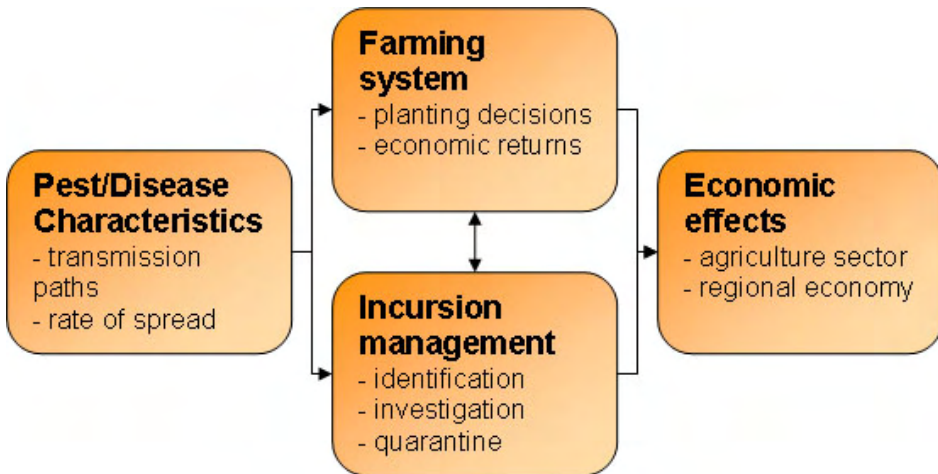 Pest/Disease
Characteristics
- transmission
paths
- rate of spread
Farming
system
- planting decisions
- economic returns
Incursion
management
- identification
- investigation
- quarantine
Economic
effects
- agriculture sector
- regional economy